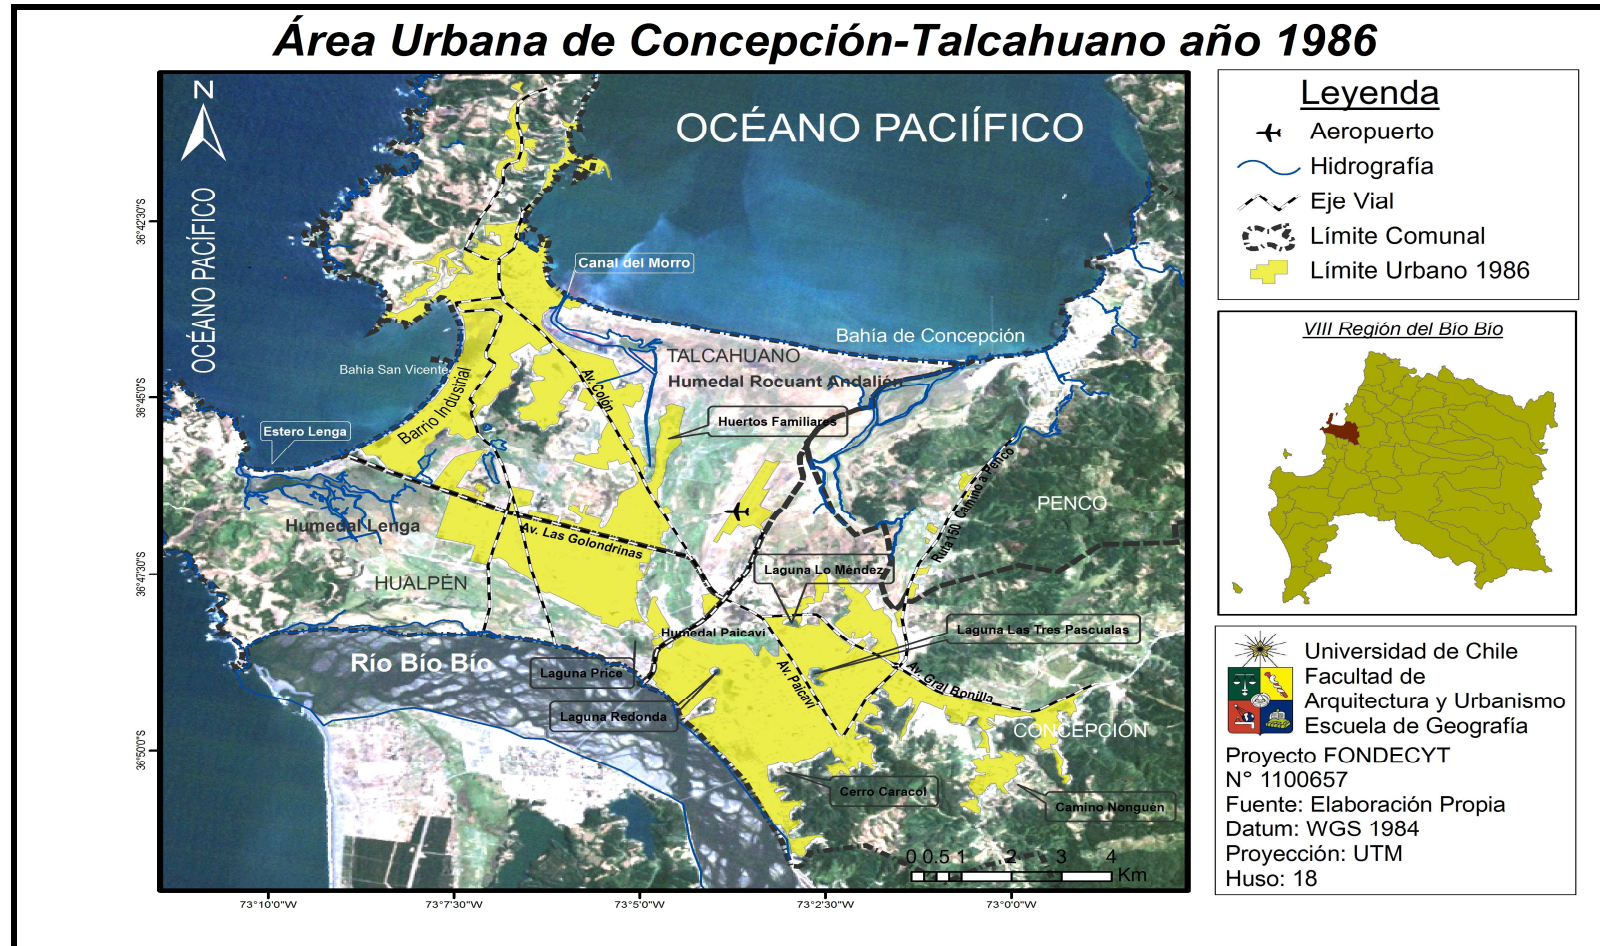 Área Urbana de Concepción-Talcahuano año 1986
N
OCÉANO PACIÍFICO
OCÉANO PACÍFICO
Canal del Morro
Bahía de Concepción
TALCAHUANO
Bahía San Vicente
Humedal Rocuant Andalién
Av. Colón
Barrio Industrial
Huertos Familiares
Estero Lenga
Ruta 150 Camino a Penco
PENCO
Humedal Lenga
Av. Las Golondrinas
Laguna Lo Méndez
HUALPÉN
Humedal Paicaví
Laguna Las Tres Pascualas
Río Bío Bío
Laguna Price
Av. Paicaví
Av. Gral Bonilla
Laguna Redonda
CONCEPCIÓN
Cerro Caracol
Camino Nonguén
0 0.5 1 2 3 4
Km
36°42'30"S
36°45'0"S
36°47'30"S
36°50'0"S
73°10'0"W
73°7'30"W
73°5'0"W
73°2'30"W
73°0'0"W
Leyenda
Aeropuerto
Hidrografía
Eje Vial
Límite Comunal
Límite Urbano 1986
VIII Región del Bío Bío
Universidad de Chile
Facultad de
Arquitectura y Urbanismo
Escuela de Geografía
Proyecto FONDECYT
N° 1100657
Fuente: Elaboración Propia
Datum: WGS 1984
Proyección: UTM
Huso: 18